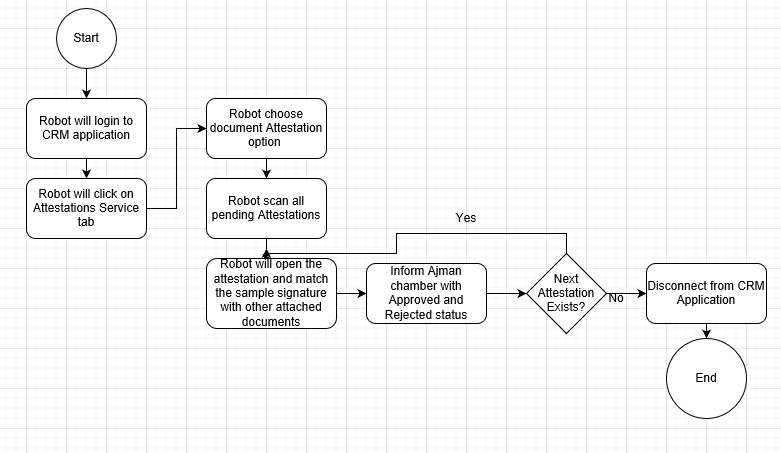 Start
Robot will login to
CRM application
Robot will click on
Attestations Service
tab
Robot choose
document Attestation
option
Robot scan all
pending Attestations
Yes
Robot will open the
attestation and match
the sample signature
with other attached
documents
Inform Ajman
chamber with
Approved and
Rejected status
Next
Attestation
Exists?
No
Disconnect from CRM
Application
End